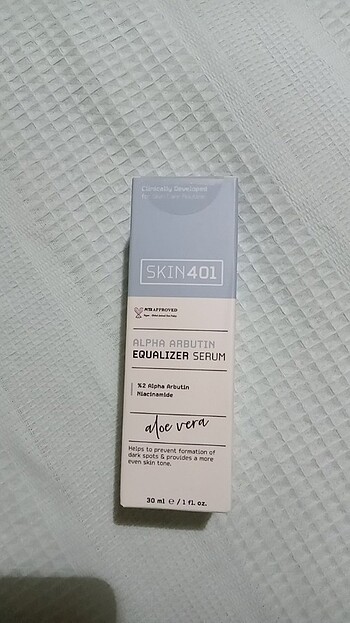 Clinically Developed
SKIN401
APPROVED
ALPHA ARBUTIN
EQUALIZER SERUM
%2 Alpha Arbutin
Niacinamide
aloe vera
Helps to prevent formation of
dark spots & provides a more
even skin tone.
30 ml ℮ / 1 fl. oz.